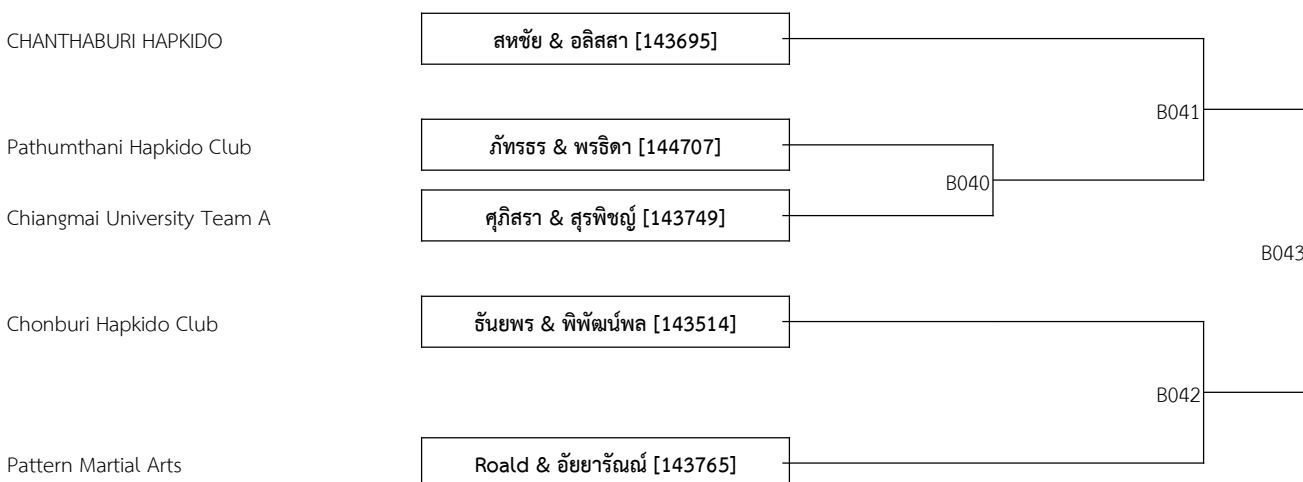 CHANTHABURI HAPKIDO
สหชัย & อลิสสา [143695]
B041
Pathumthani Hapkido Club
ภัทรธร & พรธิดา [144707]
B040
Chiangmai University Team A
ศุภิสรา & สุรพิชญ์ [143749]
B043
Chonburi Hapkido Club
ธันยพร & พิพัฒน์พล [143514]
B042
Pattern Martial Arts
Roald & อัยยารัณณ์ [143765]